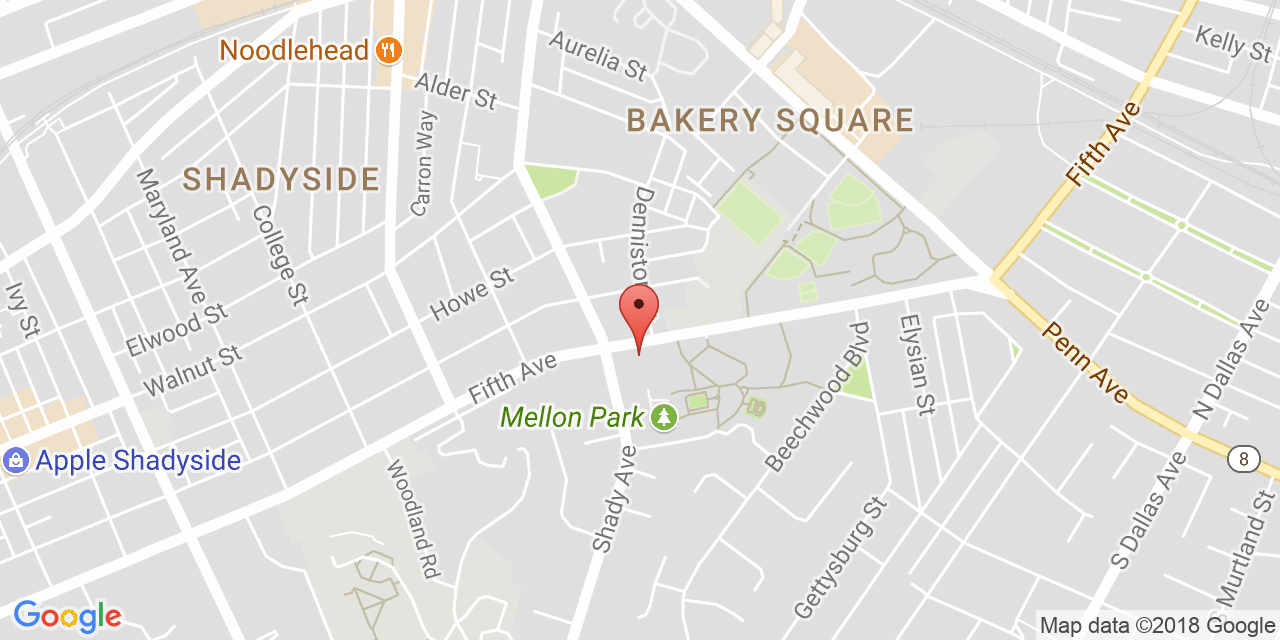 Noodlehead
Aurelia St
Kelly St
Alder St
BAKERY SQUARE
Fifth Ave
Carron Way
SHADYSIDE
Maryland Ave
College St
Dennisto
Howe St
Ivy St
Elwood St
Walnut St
Fifth Ave
Beechwood Blvd
Elysian St
Penn Ave
N Dallas Ave
Mellon Park
Apple Shadyside
8
Woodland Rd
Shady Ave
Gettysburg St
S Dallas Ave
S Murtland St
Google
Map data ©2018 Google